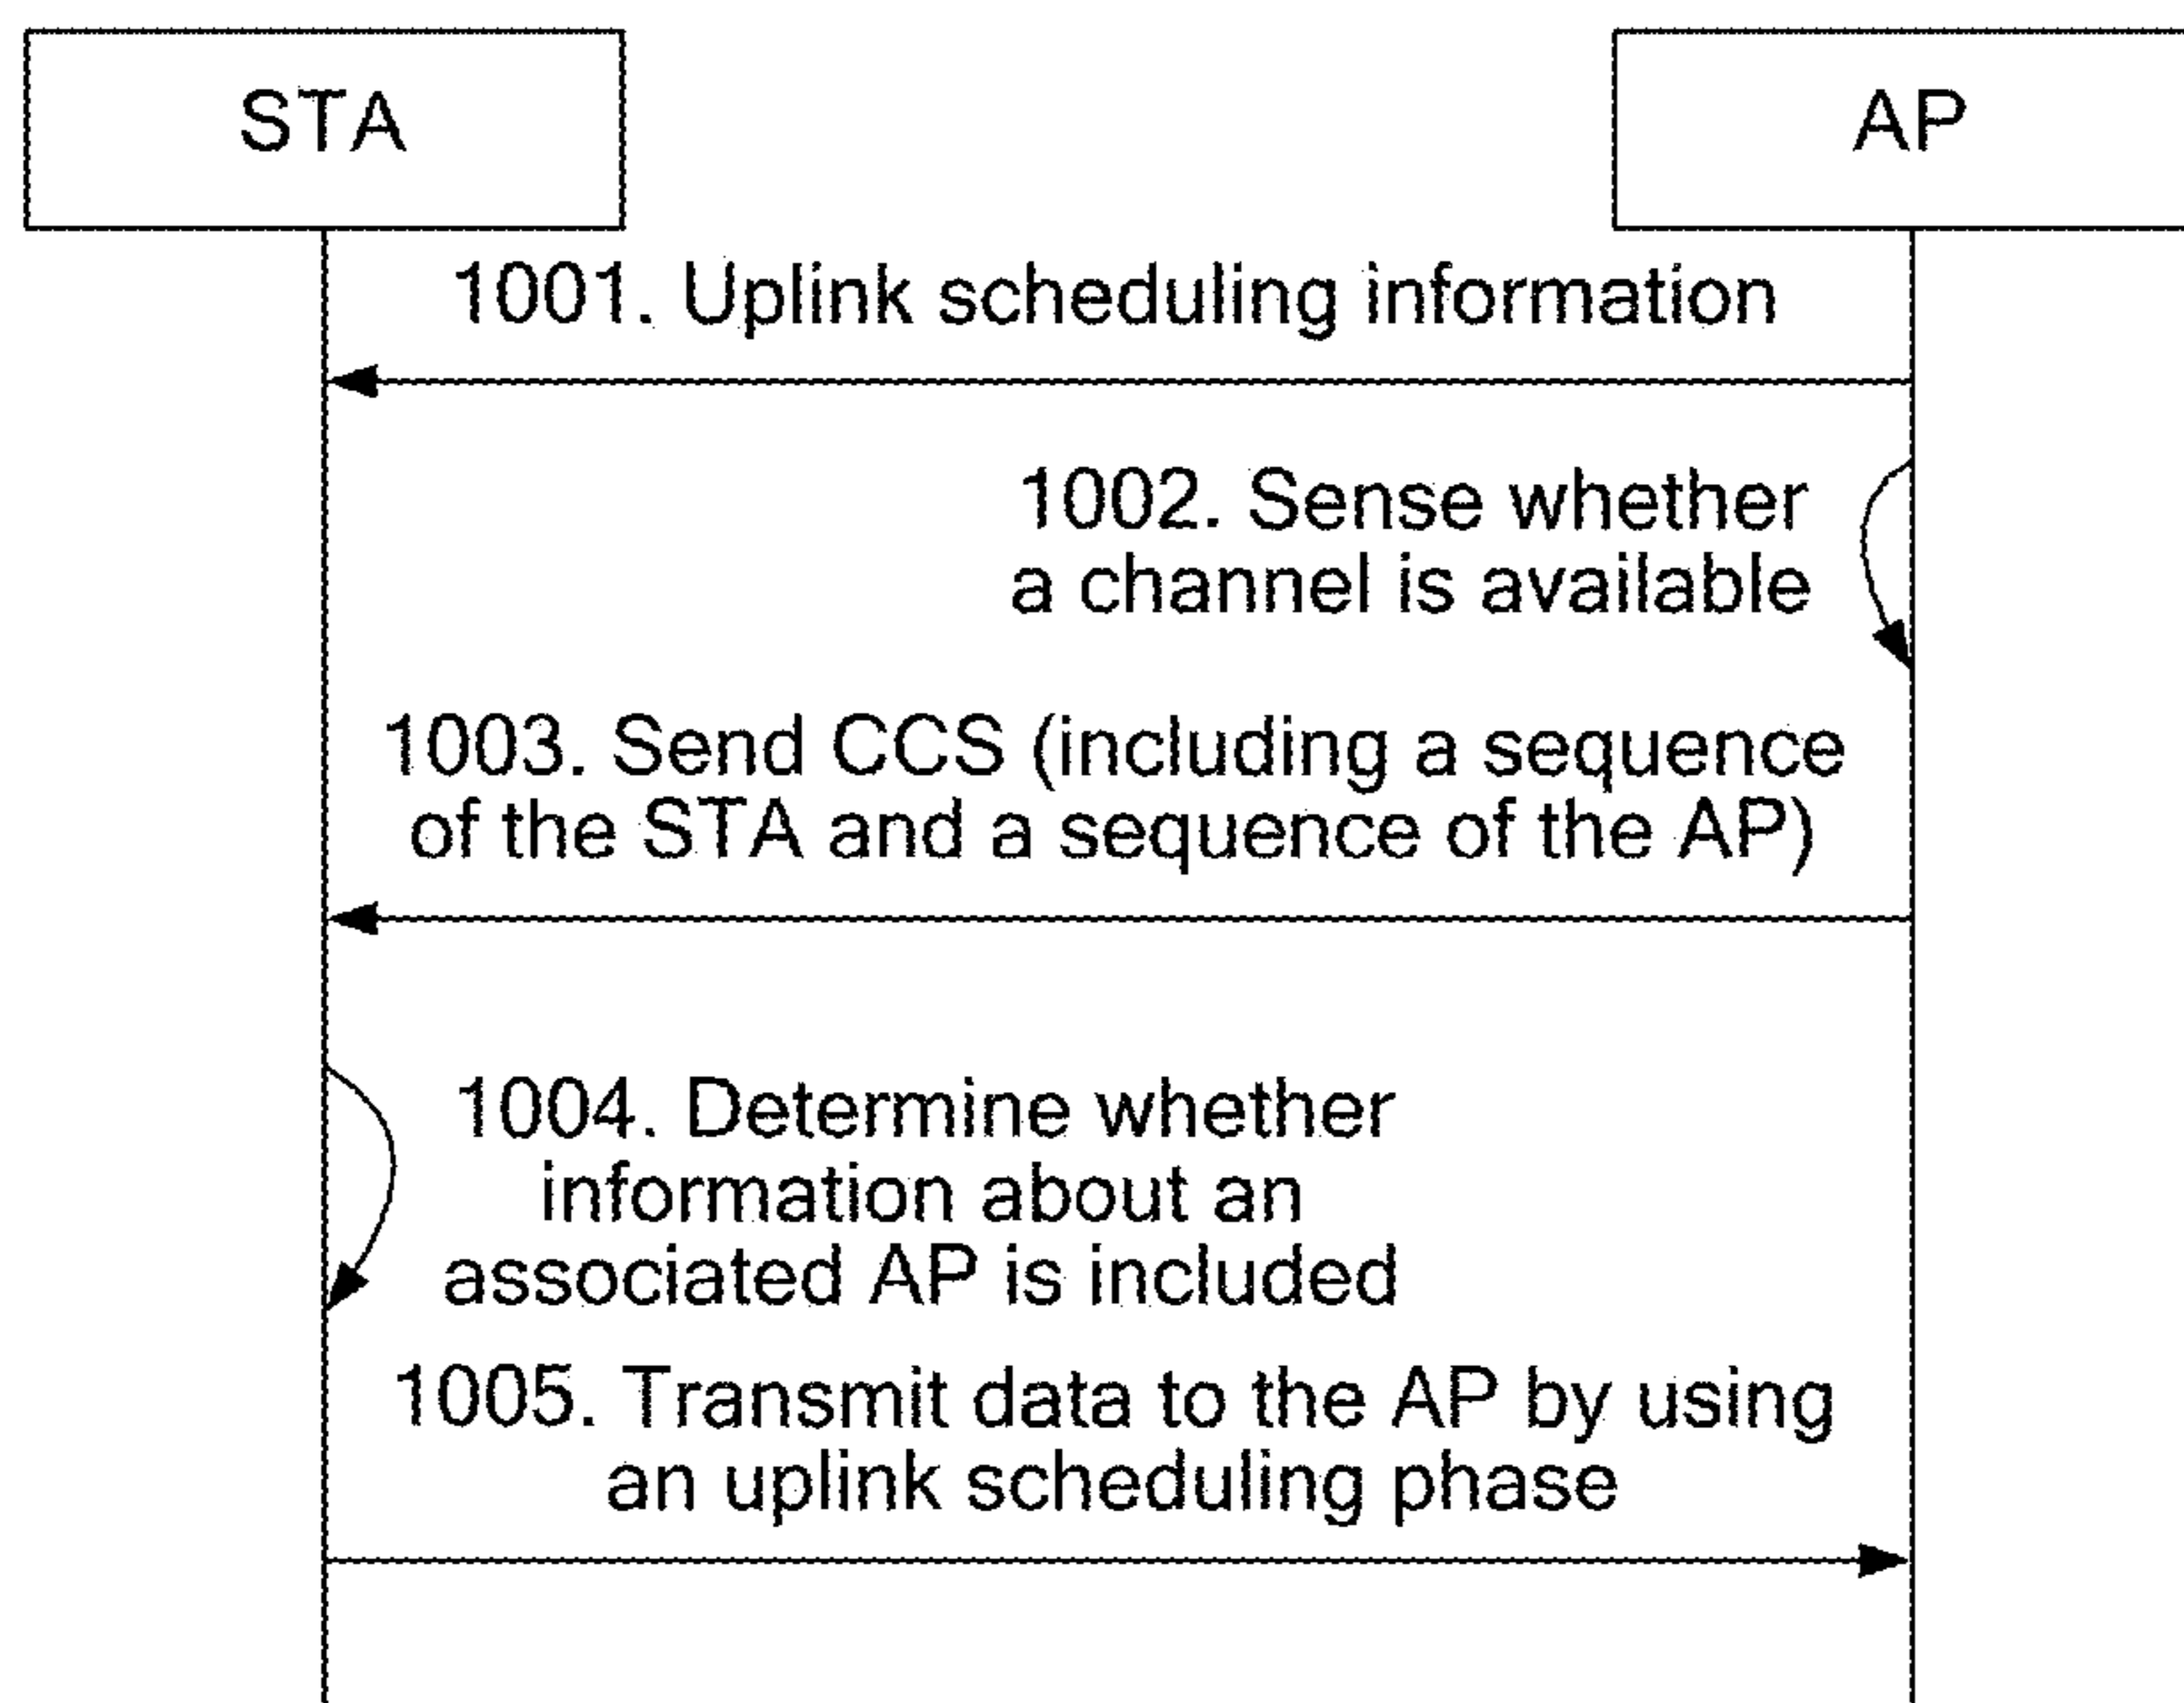 STA
AP
1001. Uplink scheduling information
1002. Sense whether
a channel is available
1003. Send CCS (including a sequence
of the STA and a sequence of the AP)
1004. Determine whether
information about an
associated AP is included
1005. Transmit data to the AP by using
an uplink scheduling phase